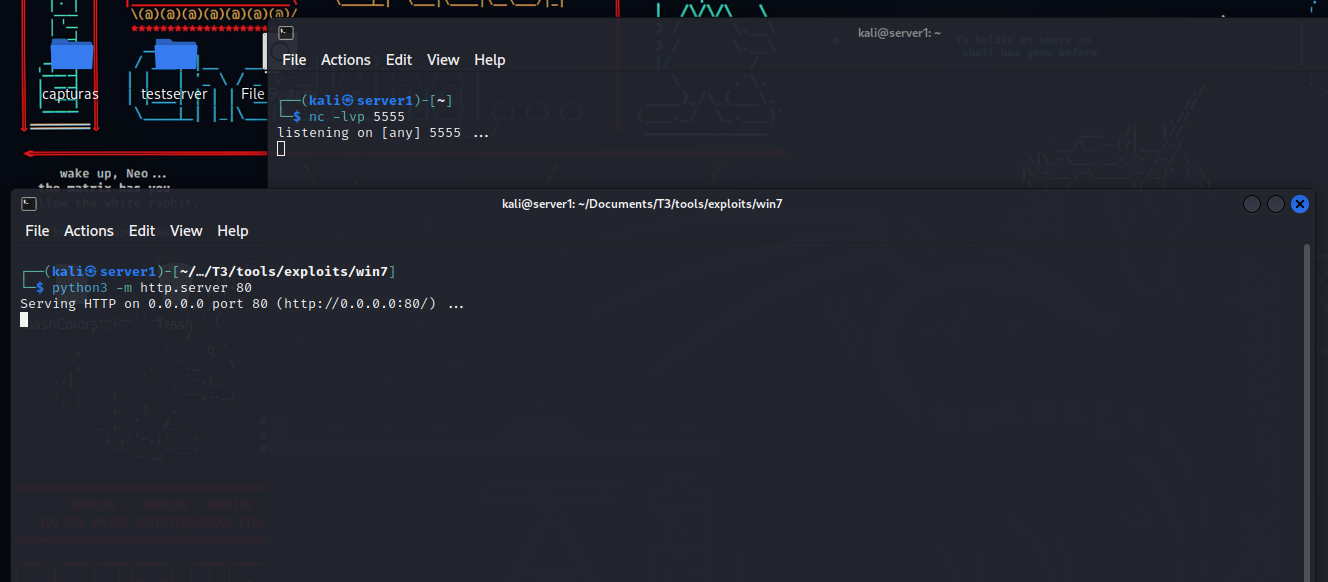 kali@server1: ~
File Actions Edit View Help
capturas
testserver
File System
┌──(kali㉿server1)-[~]
└─$ nc -lvp 5555
listening on [any] 5555 ...
wake up, Neo...
the matrix has you
follow the white rabbit.
kali@server1: ~/Documents/T3/tools/exploits/win7
File Actions Edit View Help
┌──(kali㉿server1)-[~/…/T3/tools/exploits/win7]
└─$ python3 -m http.server 80
Serving HTTP on 0.0.0.0 port 80 (http://0.0.0.0:80/) ...
Trash